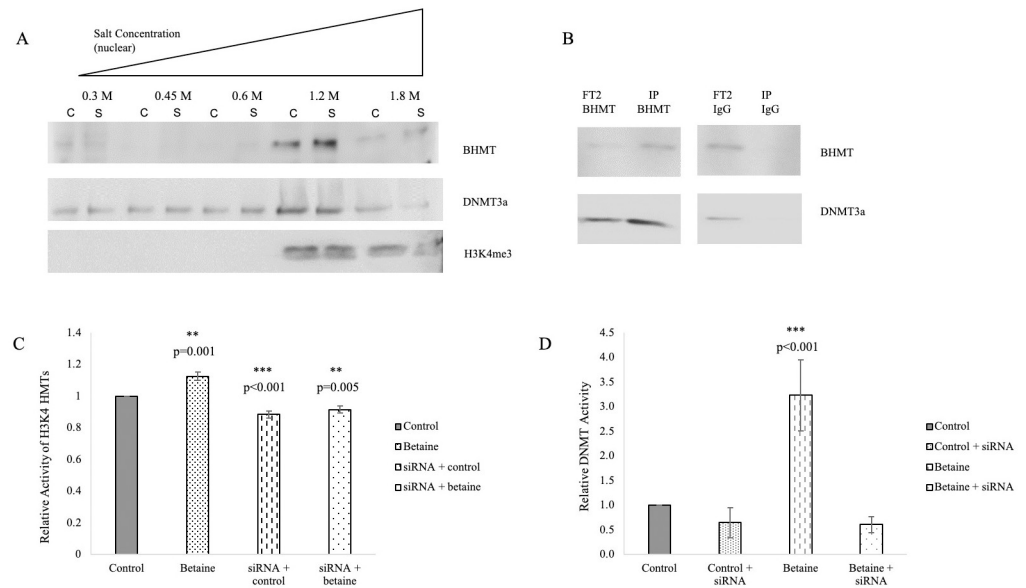 A
Salt Concentration
(nuclear)
0.3 M 0.45 M 0.6 M 1.2 M 1.8 M
C S C S C S C S C S
BHMT
DNMT3a
H3K4me3
B
FT2 IP FT2 IP
BHMT BHMT IgG IgG
BHMT
DNMT3a
C
Relative Activity of H3K4 HMTs
1.4
1.2
1
0.8
0.6
0.4
0.2
0
**
p=0.001
***
p<0.001
**
p=0.005
Control Betaine siRNA + control siRNA + betaine
Control
Betaine
siRNA + control
siRNA + betaine
D
Relative DNMT Activity
4.5
4.0
3.5
3.0
2.5
2.0
1.5
1.0
0.5
0.0
***
p<0.001
Control Control + siRNA Betaine Betaine + siRNA
Control
Control + siRNA
Betaine
Betaine + siRNA